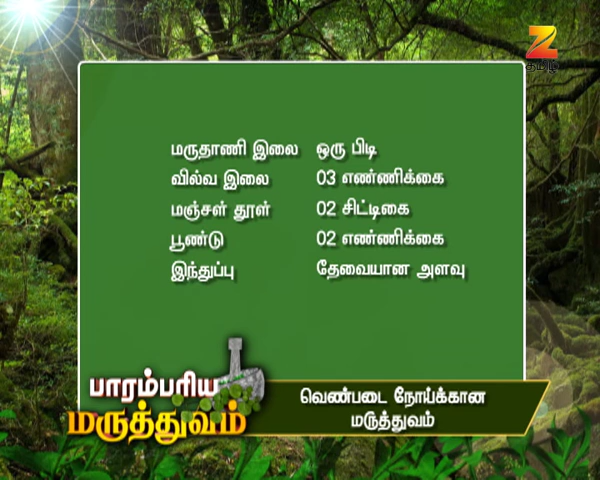 தமிழ்
மருதாணி இலை ஒரு பிடி
வில்வ இலை 03 எண்ணிக்கை
மஞ்சள் தூள் 02 சிட்டிகை
பூண்டு 02 எண்ணிக்கை
இந்துப்பு தேவையான அளவு
பாரம்பரிய
மருத்துவம்
வெண்படை நோய்க்கான
மருத்துவம்